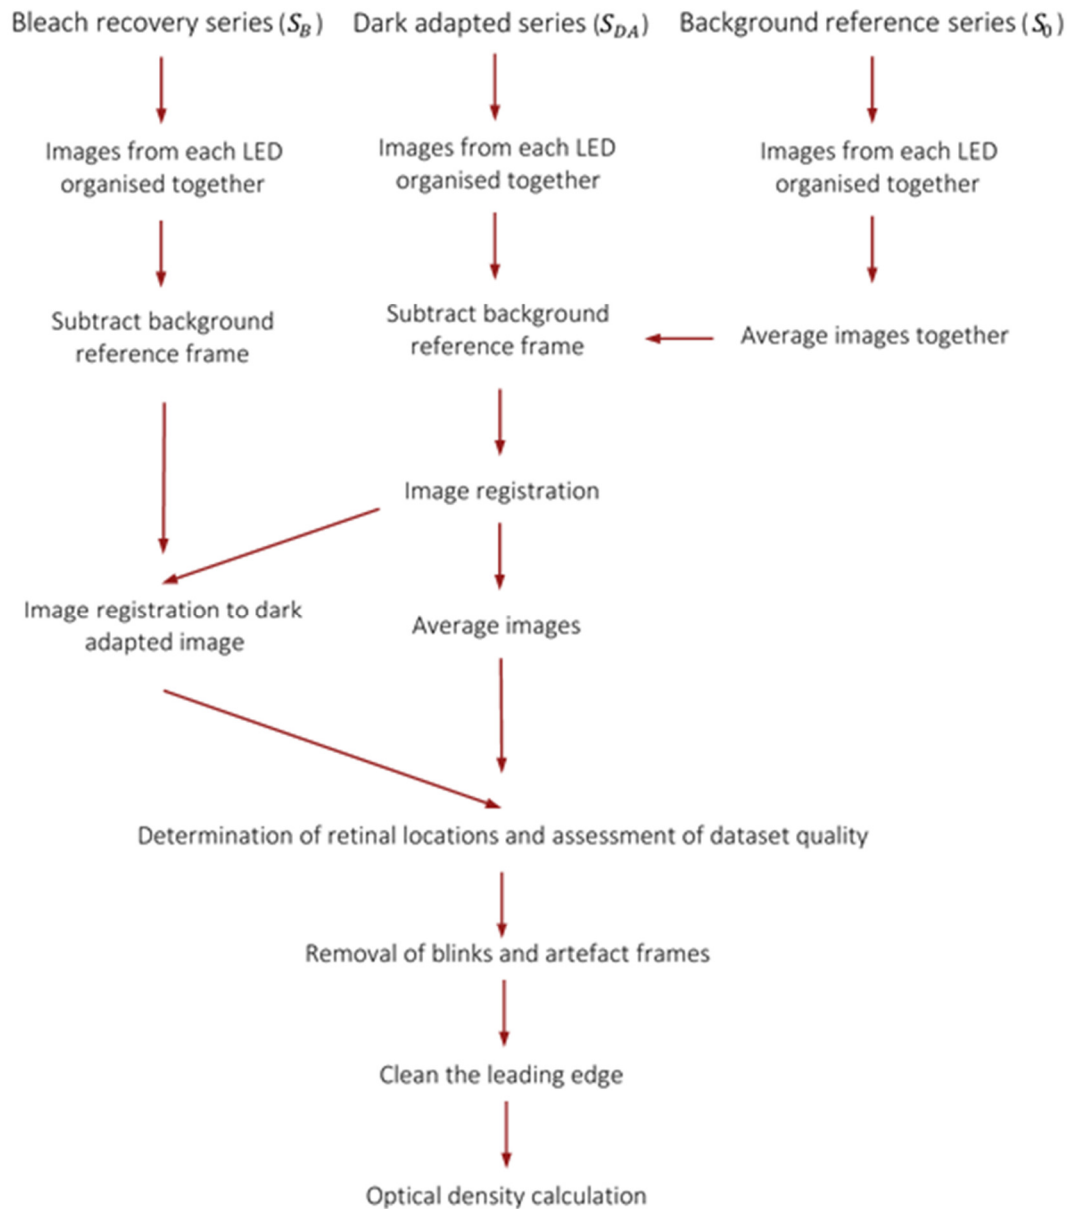 Bleach recovery series (S_B)
Dark adapted series (S_DA)
Background reference series (S_0)
Images from each LED
organised together
Images from each LED
organised together
Images from each LED
organised together
Subtract background
reference frame
Subtract background
reference frame
Average images together
Image registration
Image registration to dark
adapted image
Average images
Determination of retinal locations and assessment of dataset quality
Removal of blinks and artefact frames
Clean the leading edge
Optical density calculation